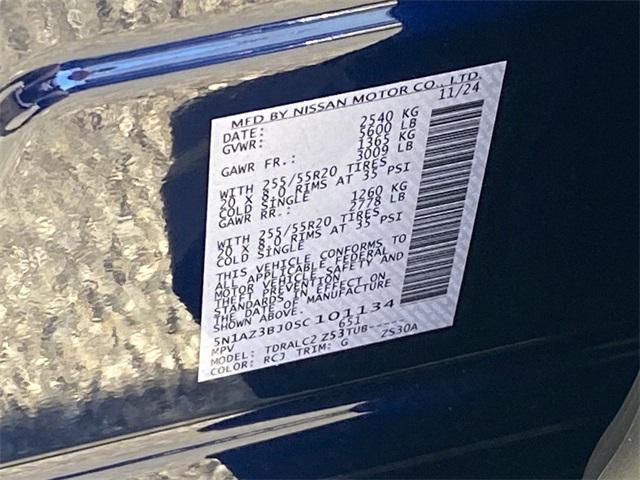 MFD BY NISSAN MOTOR CO., LTD.
DATE: 11/24
GVWR: 2540 KG
5600 LB
GAWR FR.: 1365 KG
3009 LB
WITH 255/55R20 TIRES
20 X 8.0 RIMS AT 35 PSI
COLD SINGLE
GAWR RR.: 1260 KG
2778 LB
WITH 255/55R20 TIRES
20 X 8.0 RIMS AT 35 PSI
COLD SINGLE
THIS VEHICLE CONFORMS TO
ALL APPLICABLE FEDERAL
MOTOR VEHICLE SAFETY AND
THEFT PREVENTION
STANDARDS IN EFFECT ON
THE DATE OF MANUFACTURE
SHOWN ABOVE.
5N1AZ3BJ0SC101134
MPV 651
MODEL: TDRALC2 ZS3TUB-----
COLOR: RCJ TRIM: G ZS30A